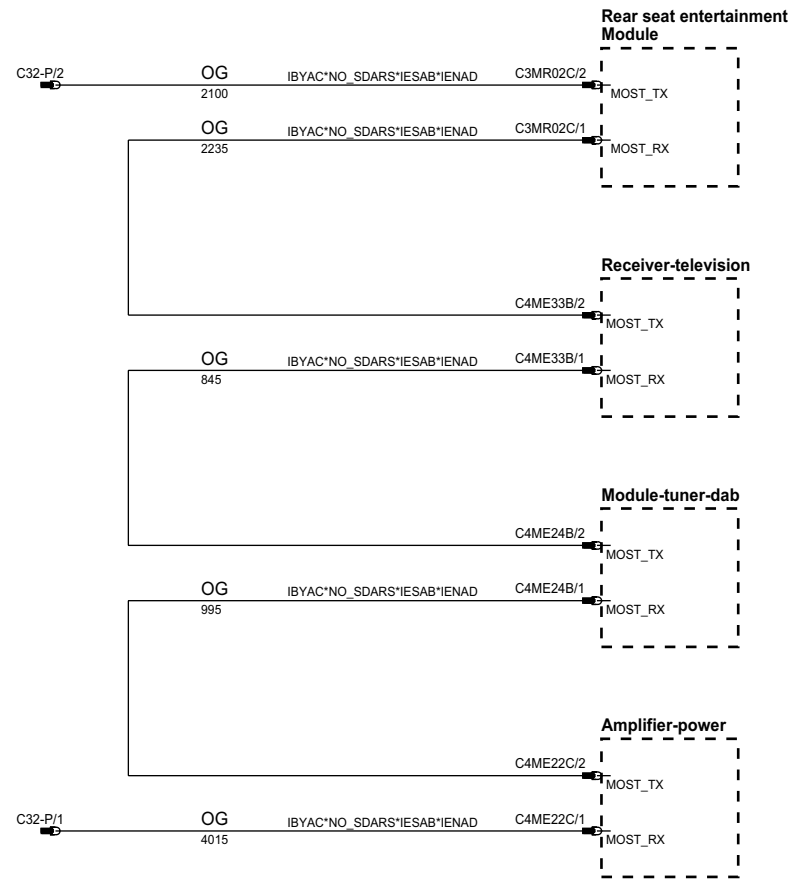 Rear seat entertainment
Module
C32-P/2 OG IBYAC*NO_SDARS*IESAB*IENAD C3MR02C/2
2100 MOST_TX
OG IBYAC*NO_SDARS*IESAB*IENAD C3MR02C/1
2235 MOST_RX
Receiver-television
C4ME33B/2
MOST_TX
OG IBYAC*NO_SDARS*IESAB*IENAD C4ME33B/1
845 MOST_RX
Module-tuner-dab
C4ME24B/2
MOST_TX
OG IBYAC*NO_SDARS*IESAB*IENAD C4ME24B/1
995 MOST_RX
Amplifier-power
C4ME22C/2
MOST_TX
C32-P/1 OG IBYAC*NO_SDARS*IESAB*IENAD C4ME22C/1
4015 MOST_RX